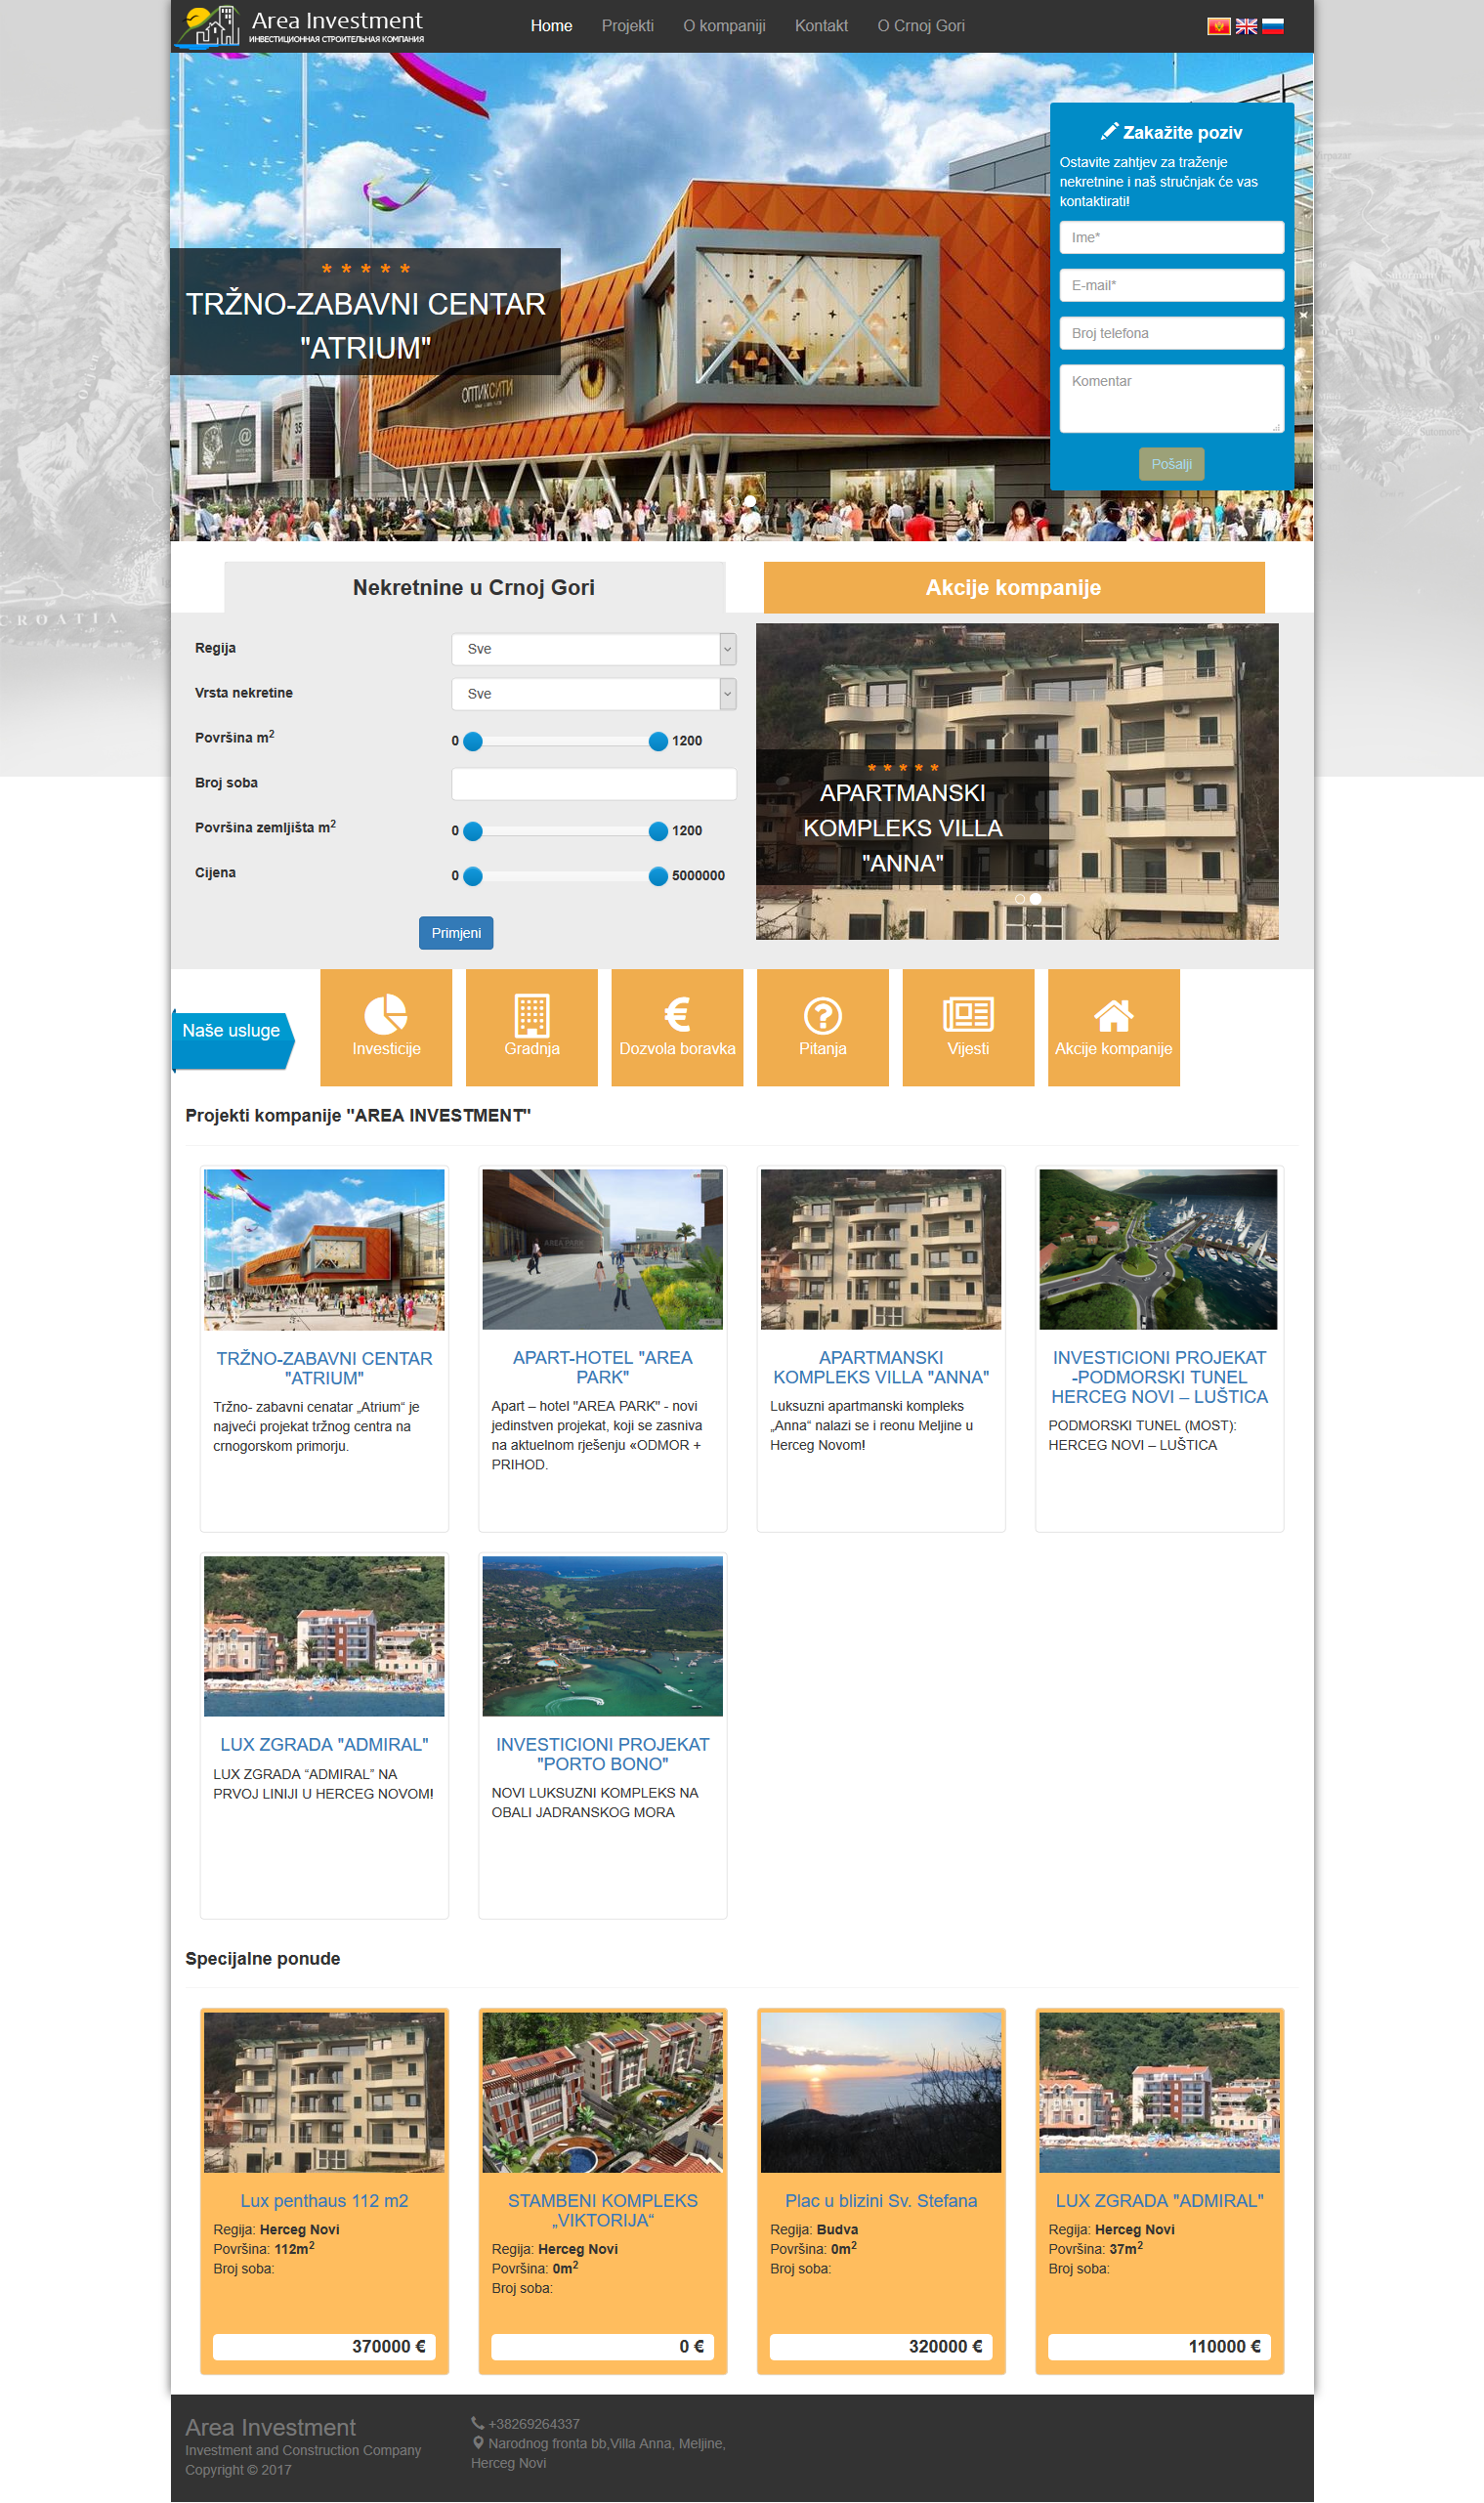 Area Investment
ИНВЕСТИЦИОННАЯ СТРОИТЕЛЬНАЯ КОМПАНИЯ
Home
Projekti
O kompaniji
Kontakt
O Crnoj Gori
* * * * *
TRŽNO-ZABAVNI CENTAR
"ATRIUM"
ОПТИКСИТИ
Zakažite poziv
Ostavite zahtjev za traženje
nekretnine i naš stručnjak će vas
kontaktirati!
Ime*
E-mail*
Broj telefona
Komentar
Pošalji
CROATIA
Nekretnine u Crnoj Gori
Akcije kompanije
Regija
Sve
Vrsta nekretine
Sve
Površina m²
0
1200
Broj soba
Površina zemljišta m²
0
1200
Cijena
0
5000000
Primjeni
* * * * *
APARTMANSKI
KOMPLEKS VILLA
"ANNA"
Naše usluge
Investicije
Gradnja
Dozvola boravka
Pitanja
Vijesti
Akcije kompanije
Projekti kompanije "AREA INVESTMENT"
TRŽNO-ZABAVNI CENTAR
"ATRIUM"
Tržno- zabavni cenatar „Atrium“ je
najveći projekat tržnog centra na
crnogorskom primorju.
AREA PARK
APART-HOTEL "AREA
PARK"
Apart – hotel "AREA PARK" - novi
jedinstven projekat, koji se zasniva
na aktuelnom rješenju «ODMOR +
PRIHOD.
APARTMANSKI
KOMPLEKS VILLA "ANNA"
Luksuzni apartmanski kompleks
„Anna“ nalazi se i reonu Meljine u
Herceg Novom!
INVESTICIONI PROJEKAT
-PODMORSKI TUNEL
HERCEG NOVI – LUŠTICA
PODMORSKI TUNEL (MOST):
HERCEG NOVI – LUŠTICA
LUX ZGRADA "ADMIRAL"
LUX ZGRADA “ADMIRAL” NA
PRVOJ LINIJI U HERCEG NOVOM!
INVESTICIONI PROJEKAT
"PORTO BONO"
NOVI LUKSUZNI KOMPLEKS NA
OBALI JADRANSKOG MORA
Specijalne ponude
Lux penthaus 112 m2
Regija: Herceg Novi
Površina: 112m²
Broj soba:
370000 €
STAMBENI KOMPLEKS
„VIKTORIJA“
Regija: Herceg Novi
Površina: 0m²
Broj soba:
0 €
Plac u blizini Sv. Stefana
Regija: Budva
Površina: 0m²
Broj soba:
320000 €
LUX ZGRADA "ADMIRAL"
Regija: Herceg Novi
Površina: 37m²
Broj soba:
110000 €
Area Investment
Investment and Construction Company
Copyright © 2017
+38269264337
Narodnog fronta bb,Villa Anna, Meljine,
Herceg Novi